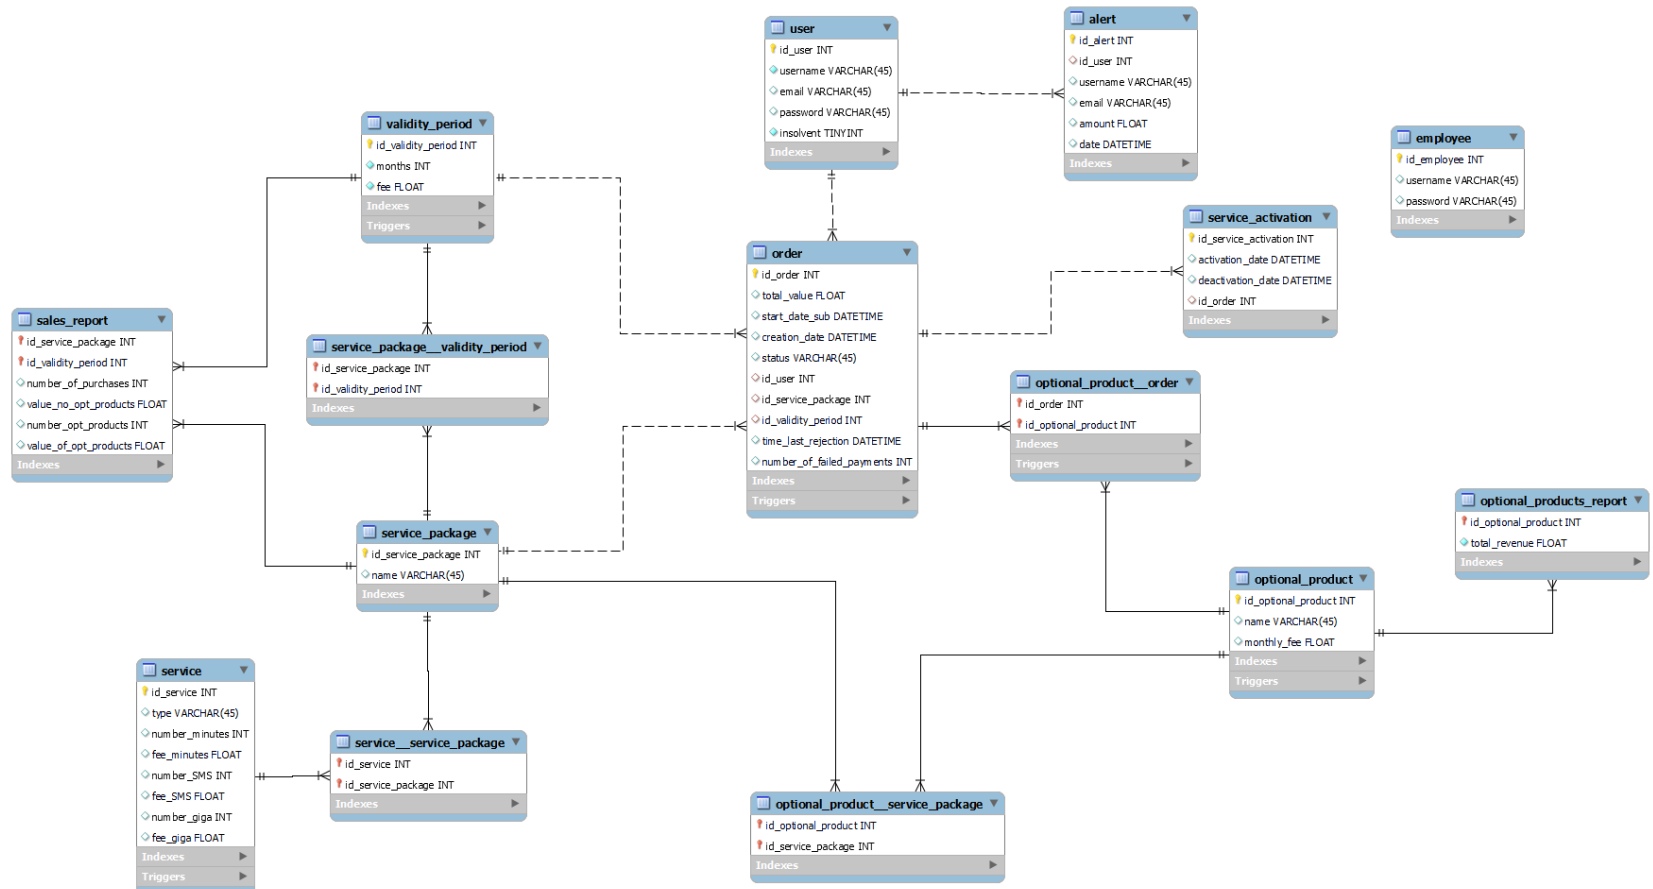 user
id_user INT
username VARCHAR(45)
email VARCHAR(45)
password VARCHAR(45)
insolvent TINYINT
Indexes
alert
id_alert INT
id_user INT
username VARCHAR(45)
email VARCHAR(45)
amount FLOAT
date DATETIME
Indexes
validity_period
id_validity_period INT
months INT
fee FLOAT
Indexes
Triggers
employee
id_employee INT
username VARCHAR(45)
password VARCHAR(45)
Indexes
service_activation
id_service_activation INT
activation_date DATETIME
deactivation_date DATETIME
id_order INT
Indexes
order
id_order INT
total_value FLOAT
start_date_sub DATETIME
creation_date DATETIME
status VARCHAR(45)
id_user INT
id_service_package INT
id_validity_period INT
time_last_rejection DATETIME
number_of_failed_payments INT
Indexes
Triggers
sales_report
id_service_package INT
id_validity_period INT
number_of_purchases INT
value_no_opt_products FLOAT
number_opt_products INT
value_of_opt_products FLOAT
Indexes
service_package__validity_period
id_service_package INT
id_validity_period INT
Indexes
optional_product__order
id_order INT
id_optional_product INT
Indexes
Triggers
optional_products_report
id_optional_product INT
total_revenue FLOAT
Indexes
service_package
id_service_package INT
name VARCHAR(45)
Indexes
optional_product
id_optional_product INT
name VARCHAR(45)
monthly_fee FLOAT
Indexes
Triggers
service
id_service INT
type VARCHAR(45)
number_minutes INT
fee_minutes FLOAT
number_SMS INT
fee_SMS FLOAT
number_giga INT
fee_giga FLOAT
Indexes
Triggers
service__service_package
id_service INT
id_service_package INT
Indexes
optional_product__service_package
id_optional_product INT
id_service_package INT
Indexes